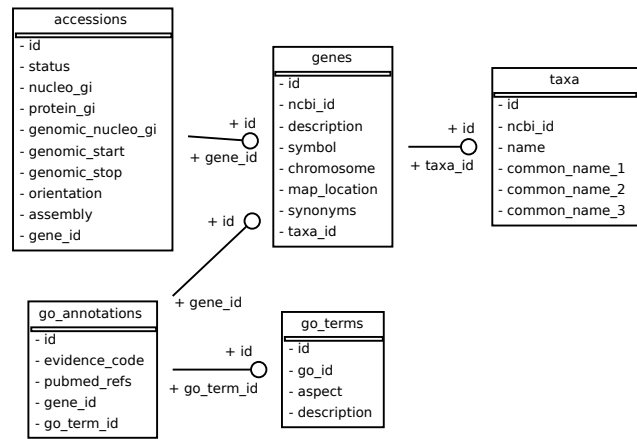 accessions
- id
- status
- nucleo_gi
- protein_gi
- genomic_nucleo_gi
- genomic_start
- genomic_stop
- orientation
- assembly
- gene_id
+ id
+ gene_id
genes
- id
- ncbi_id
- description
- symbol
- chromosome
- map_location
- synonyms
- taxa_id
+ id
+ taxa_id
taxa
- id
- ncbi_id
- name
- common_name_1
- common_name_2
- common_name_3
+ id
+ gene_id
go_annotations
- id
- evidence_code
- pubmed_refs
- gene_id
- go_term_id
+ id
+ go_term_id
go_terms
- id
- go_id
- aspect
- description